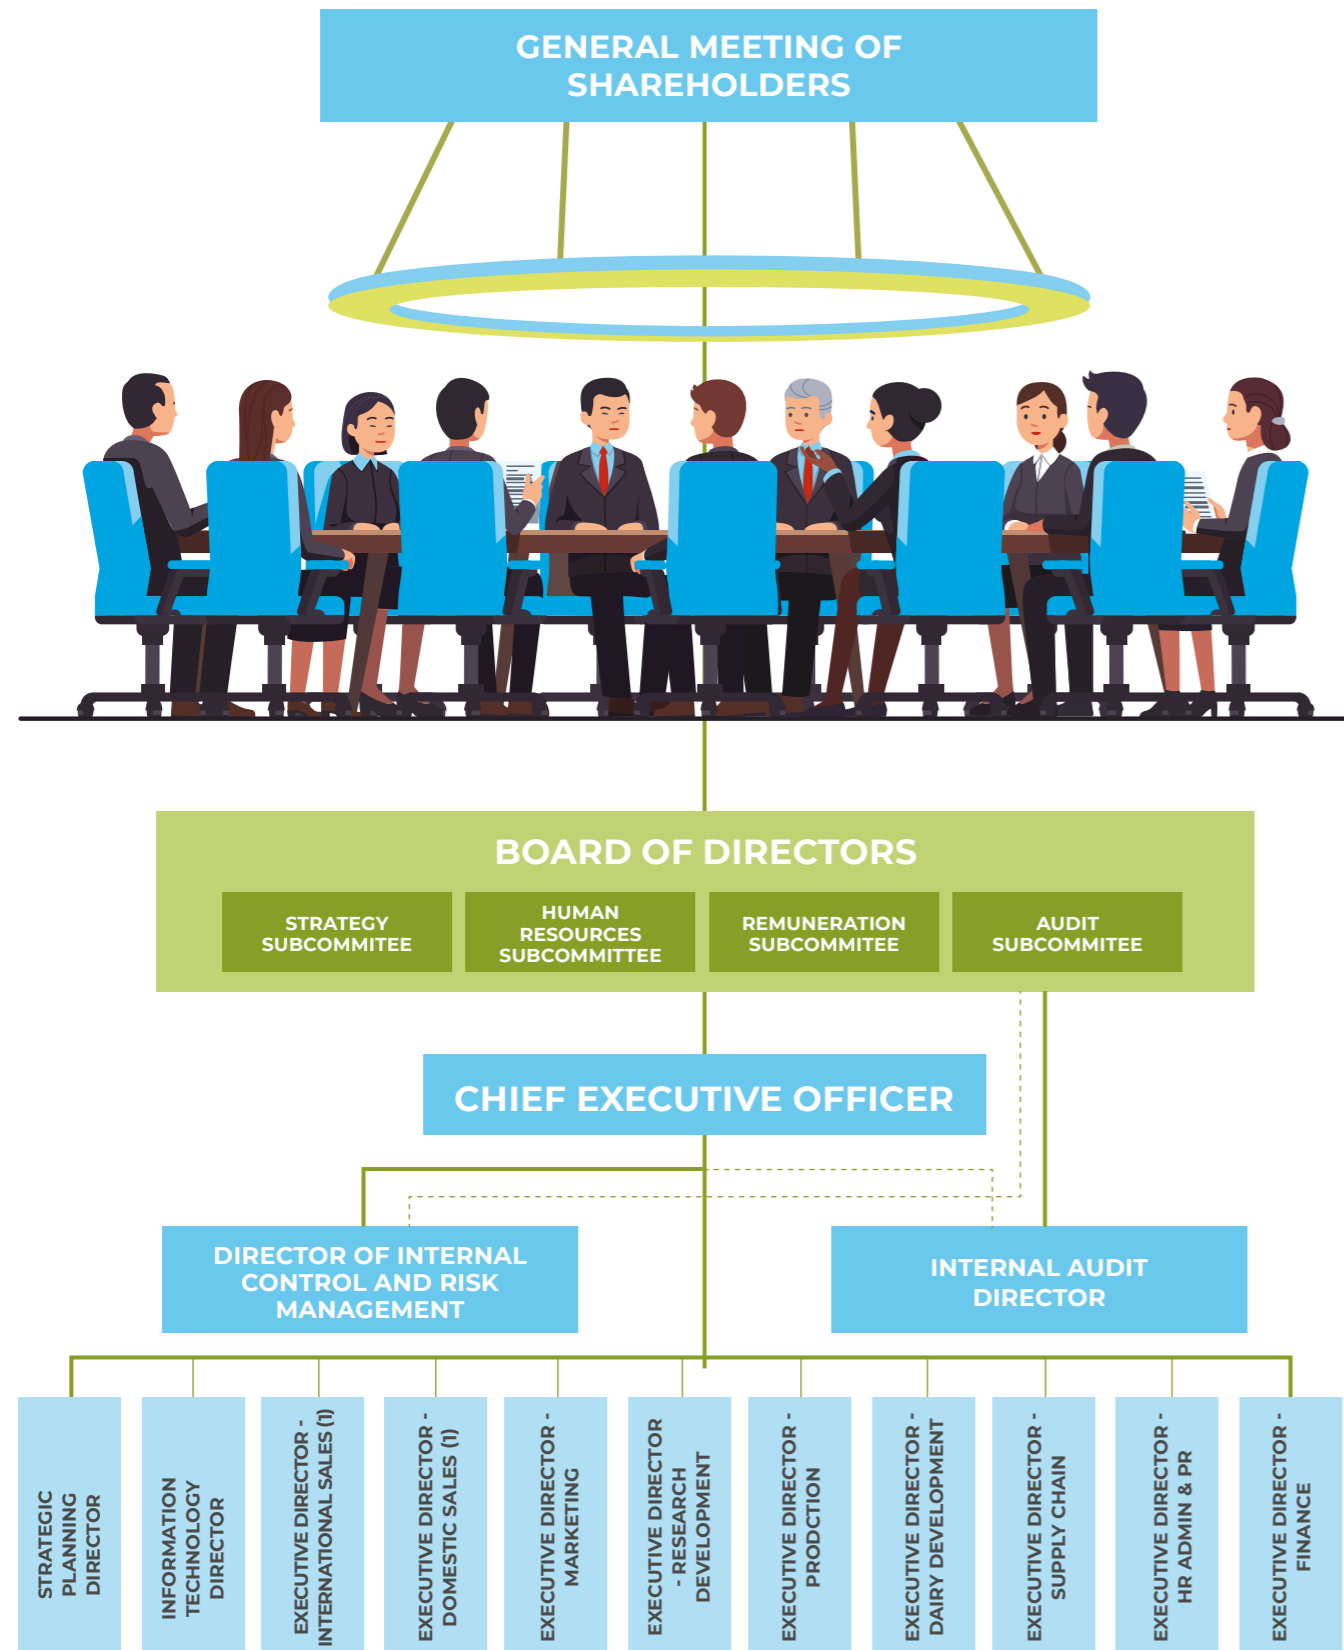 GENERAL MEETING OF
SHAREHOLDERS
BOARD OF DIRECTORS
STRATEGY
SUBCOMMITEE
HUMAN
RESOURCES
SUBCOMMITTEE
REMUNERATION
SUBCOMMITEE
AUDIT
SUBCOMMITEE
CHIEF EXECUTIVE OFFICER
DIRECTOR OF INTERNAL
CONTROL AND RISK
MANAGEMENT
INTERNAL AUDIT
DIRECTOR
STRATEGIC
PLANNING
DIRECTOR
INFORMATION
TECHNOLOGY
DIRECTOR
EXECUTIVE DIRECTOR -
INTERNATIONAL SALES (1)
EXECUTIVE DIRECTOR -
DOMESTIC SALES (1)
EXECUTIVE DIRECTOR -
MARKETING
EXECUTIVE DIRECTOR
- RESEARCH
DEVELOPMENT
EXECUTIVE DIRECTOR -
PRODCTION
EXECUTIVE DIRECTOR -
DAIRY DEVELOPMENT
EXECUTIVE DIRECTOR -
SUPPLY CHAIN
EXECUTIVE DIRECTOR -
HR ADMIN & PR
EXECUTIVE DIRECTOR -
FINANCE